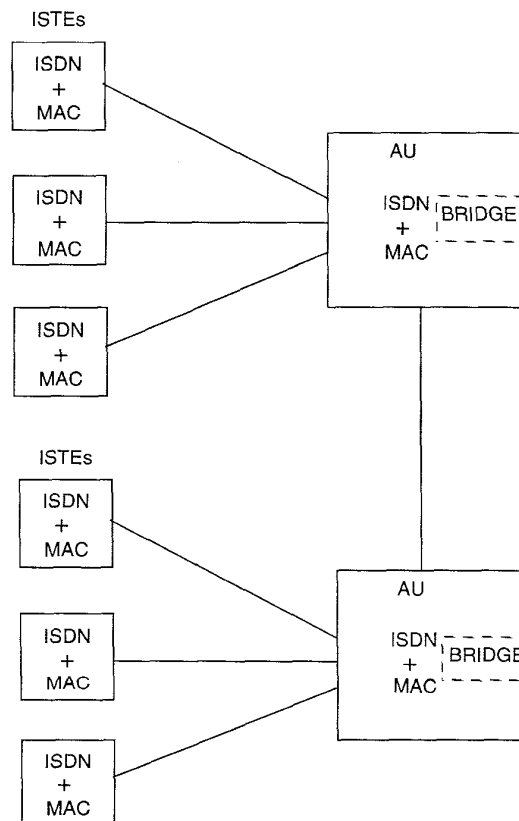 ISTEs
ISDN
+
MAC
AU
ISDN
+
MAC
BRIDGE
ISDN
+
MAC
ISDN
+
MAC
ISTEs
ISDN
+
MAC
AU
ISDN
+
MAC
BRIDGE
ISDN
+
MAC
ISDN
+
MAC